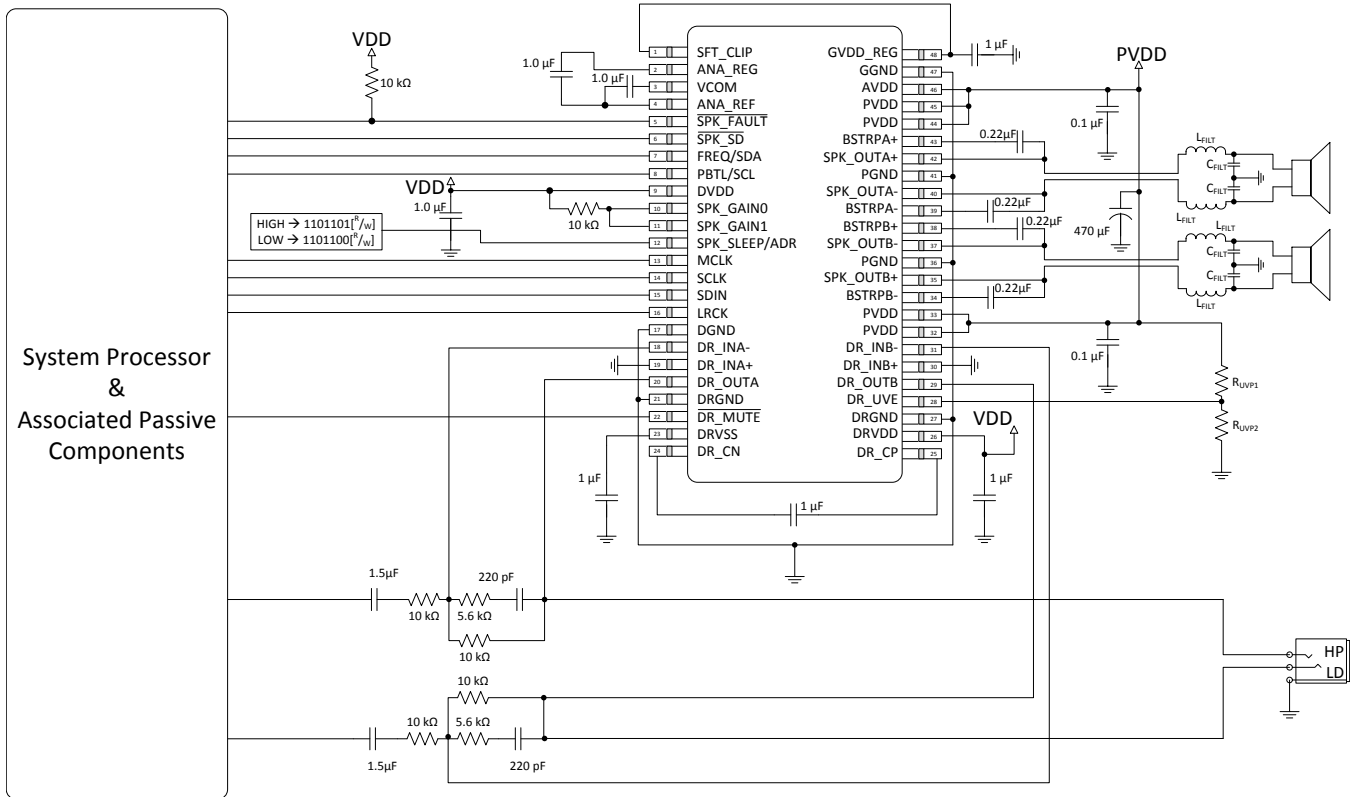 System Processor
&
Associated Passive
Components
VDD
10 kΩ
1.0 µF
1.0 µF
VDD
1.0 µF
10 kΩ
HIGH → 1101101[R/W]
LOW → 1101100[R/W]
1 SFT_CLIP
2 ANA_REG
3 VCOM
4 ANA_REF
5 SPK_FAULT
6 SPK_SD
7 FREQ/SDA
8 PBTL/SCL
9 DVDD
10 SPK_GAIN0
11 SPK_GAIN1
12 SPK_SLEEP/ADR
13 MCLK
14 SCLK
15 SDIN
16 LRCK
17 DGND
18 DR_INA-
19 DR_INA+
20 DR_OUTA
21 DRGND
22 DR_MUTE
23 DRVSS
24 DR_CN
GVDD_REG 48
GGND 47
AVDD 46
PVDD 45
PVDD 44
BSTRPA+ 43
SPK_OUTA+ 42
PGND 41
SPK_OUTA- 40
BSTRPA- 39
BSTRPB+ 38
SPK_OUTB- 37
PGND 36
SPK_OUTB+ 35
BSTRPB- 34
PVDD 33
PVDD 32
DR_INB- 31
DR_INB+ 30
DR_OUTB 29
DR_UVE 28
DRGND 27
DRVDD 26
DR_CP 25
1 µF
PVDD
0.1 µF
0.22µF
0.22µF
0.22µF
0.22µF
470 µF
LFILT
CFILT
CFILT
LFILT
LFILT
CFILT
CFILT
LFILT
0.1 µF
RUVP1
RUVP2
VDD
1 µF
1 µF
1 µF
1.5µF
10 kΩ
5.6 kΩ
220 pF
10 kΩ
10 kΩ
10 kΩ
5.6 kΩ
1.5µF
220 pF
HP
LD